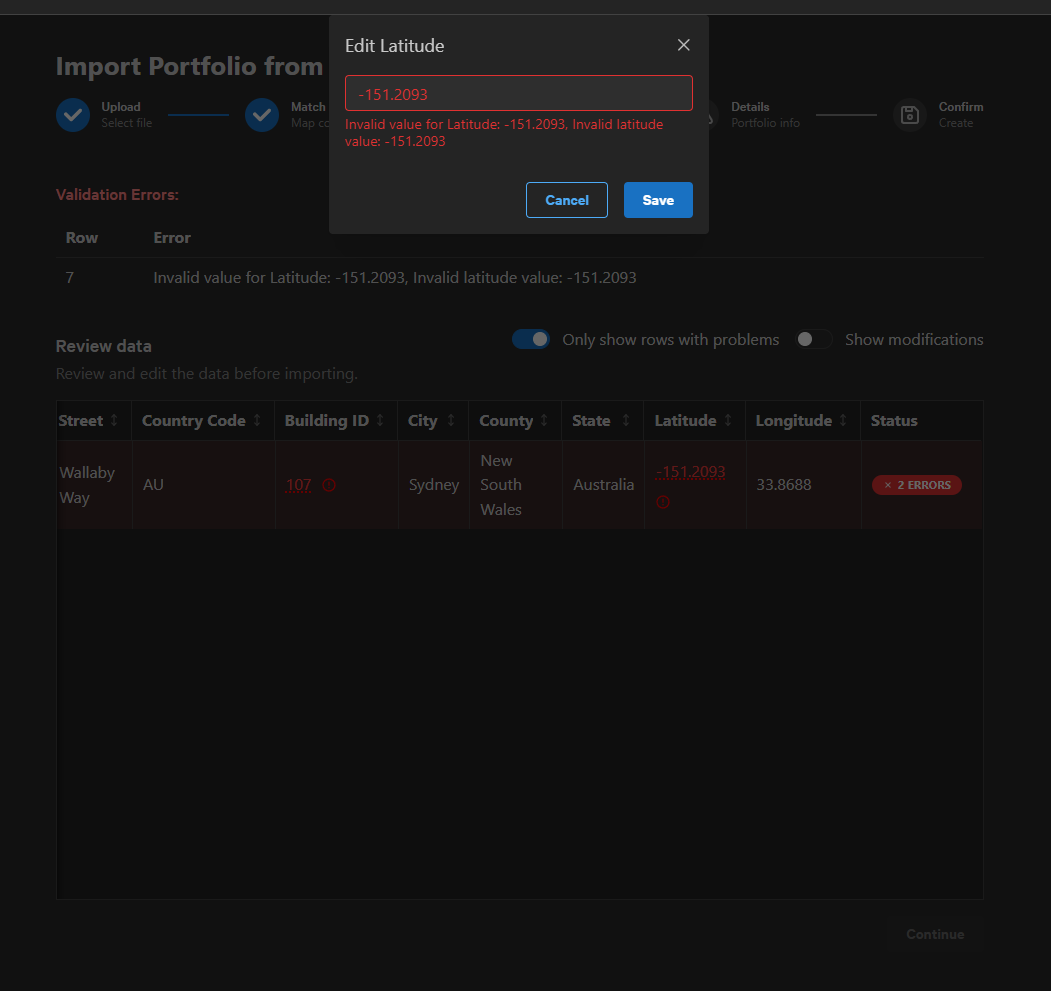 Edit Latitude
-151.2093
Invalid value for Latitude: -151.2093, Invalid latitude
value: -151.2093
Cancel
Save
Import Portfolio from
Upload
Select file
Match
Map co
Details
Portfolio info
Confirm
Create
Validation Errors:
Row Error
7 Invalid value for Latitude: -151.2093, Invalid latitude value: -151.2093
Review data
Only show rows with problems
Show modifications
Review and edit the data before importing.
Street Country Code Building ID City County State Latitude Longitude Status
Wallaby
Way
AU
107
Sydney
New
South
Wales
Australia
-151.2093
33.8688
× 2 ERRORS
Continue